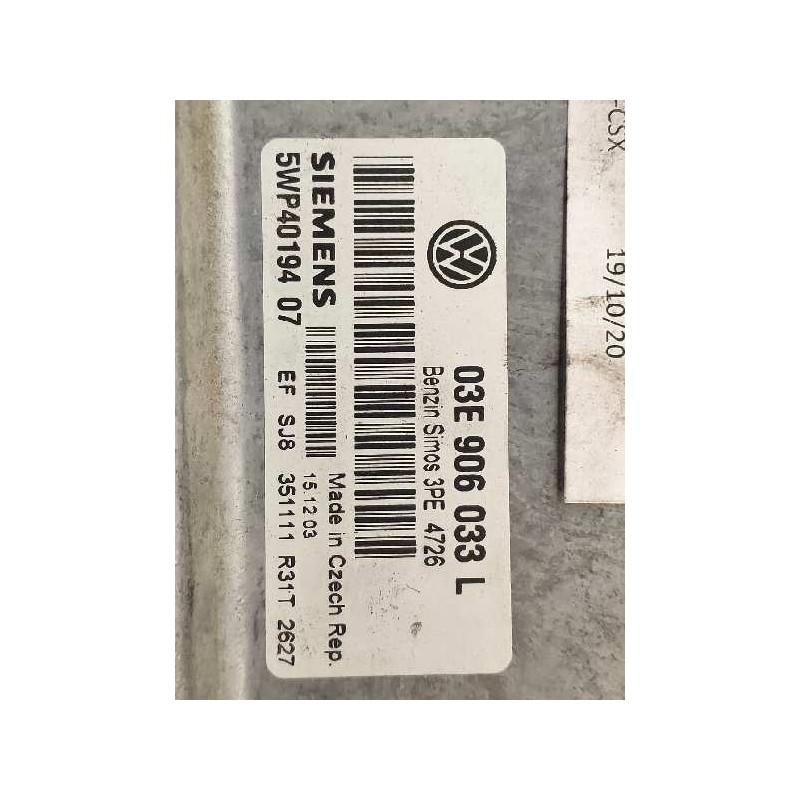 03E 906 033 L
Benzin Simos 3PE 4726
Made in Czech Rep.
SIEMENS
15.12 03
5WP40194 07 EF SJ8 351111 R31T 2627
-CSX
19/10/20